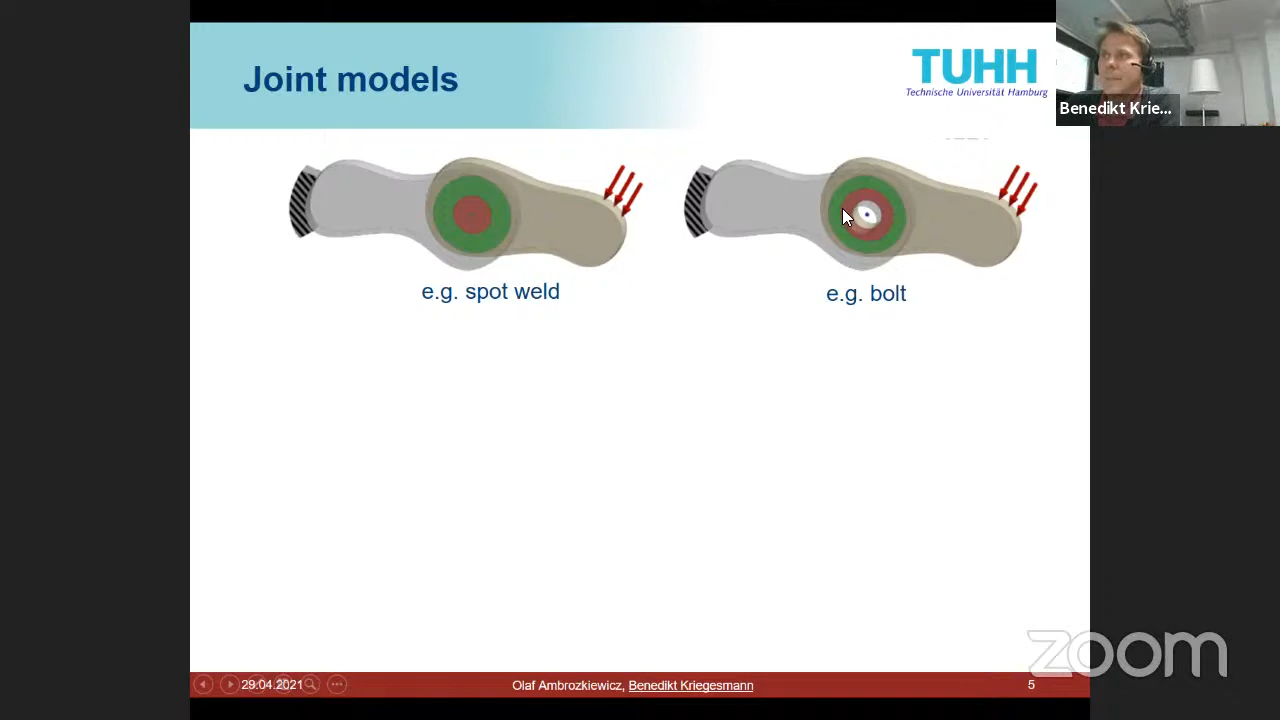 Joint models
TUHH
Technische Universität Hamburg
Benedikt Krie...
e.g. spot weld
e.g. bolt
zoom
29.04.2021
Olaf Ambrozkiewicz, Benedikt Kriegesmann
5